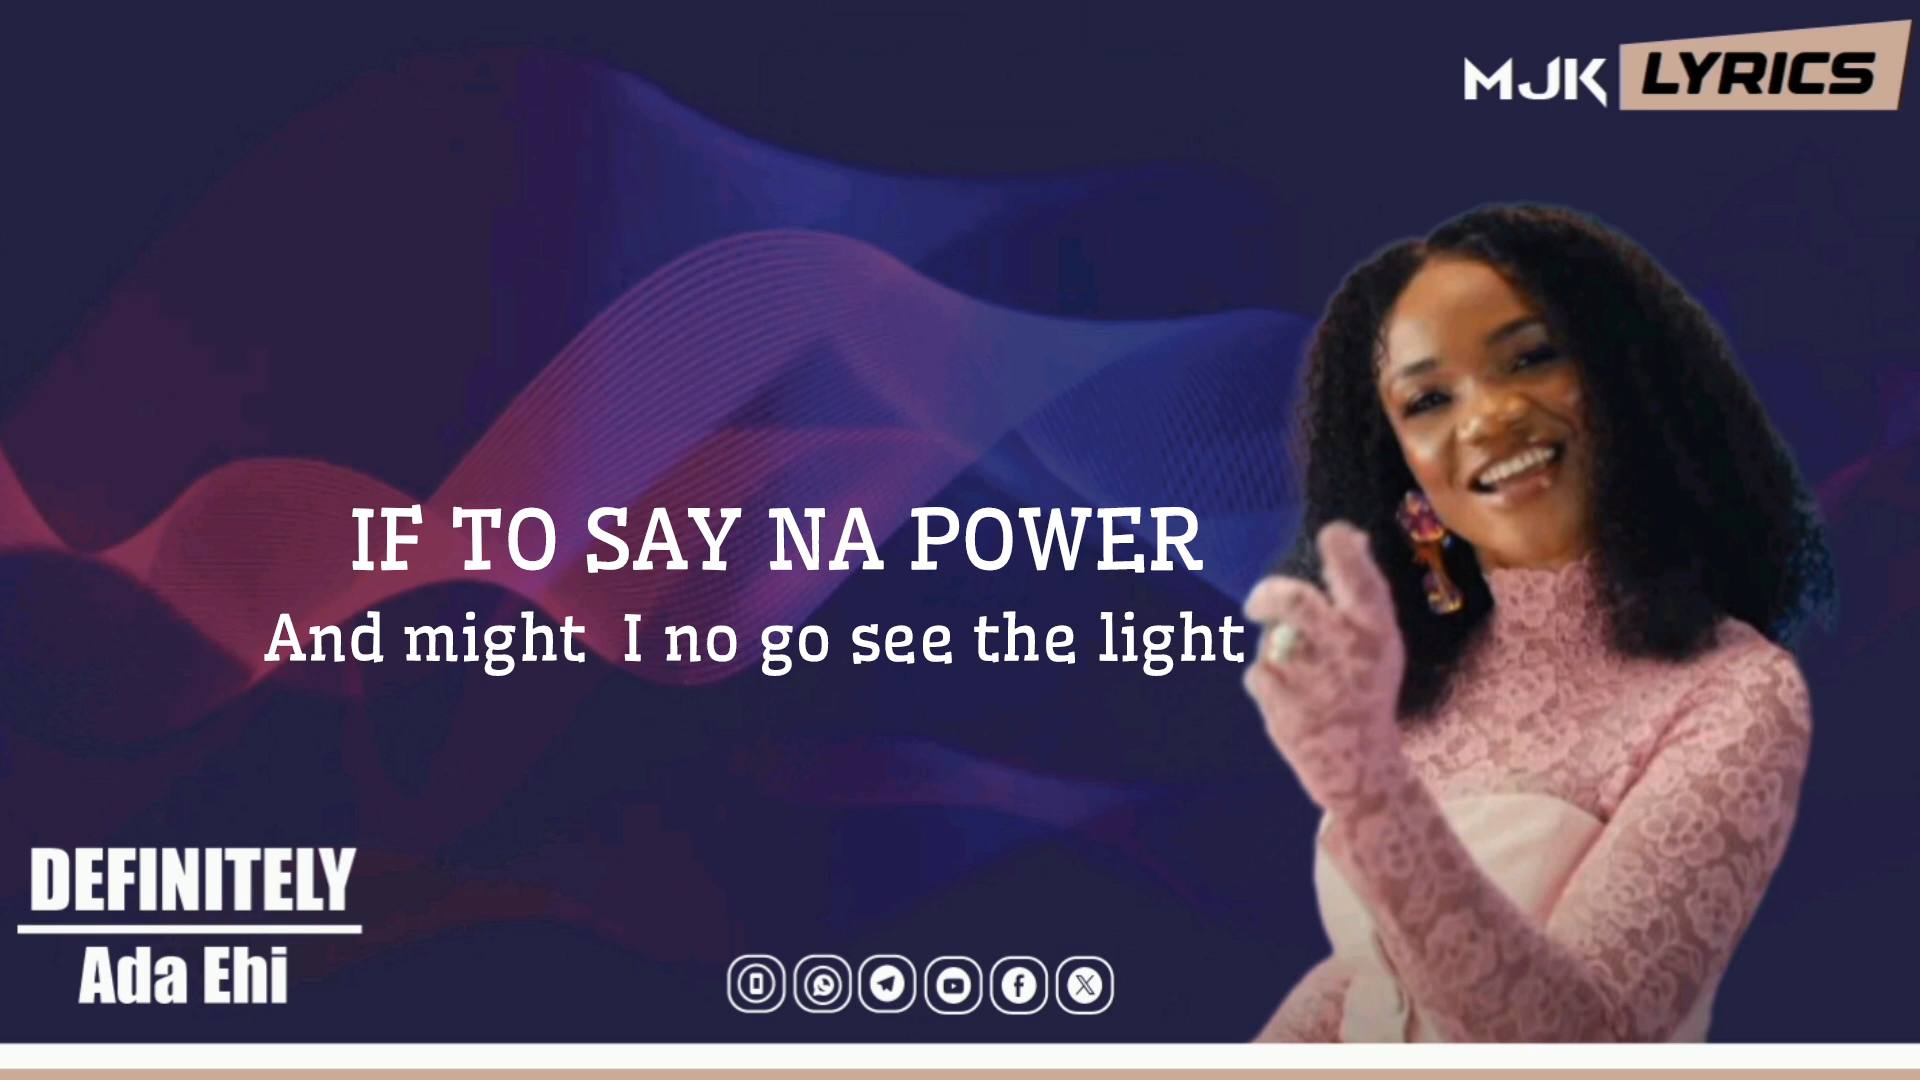 MJK LYRICS
IF TO SAY NA POWER
And might I no go see the light
DEFINITELY
Ada Ehi